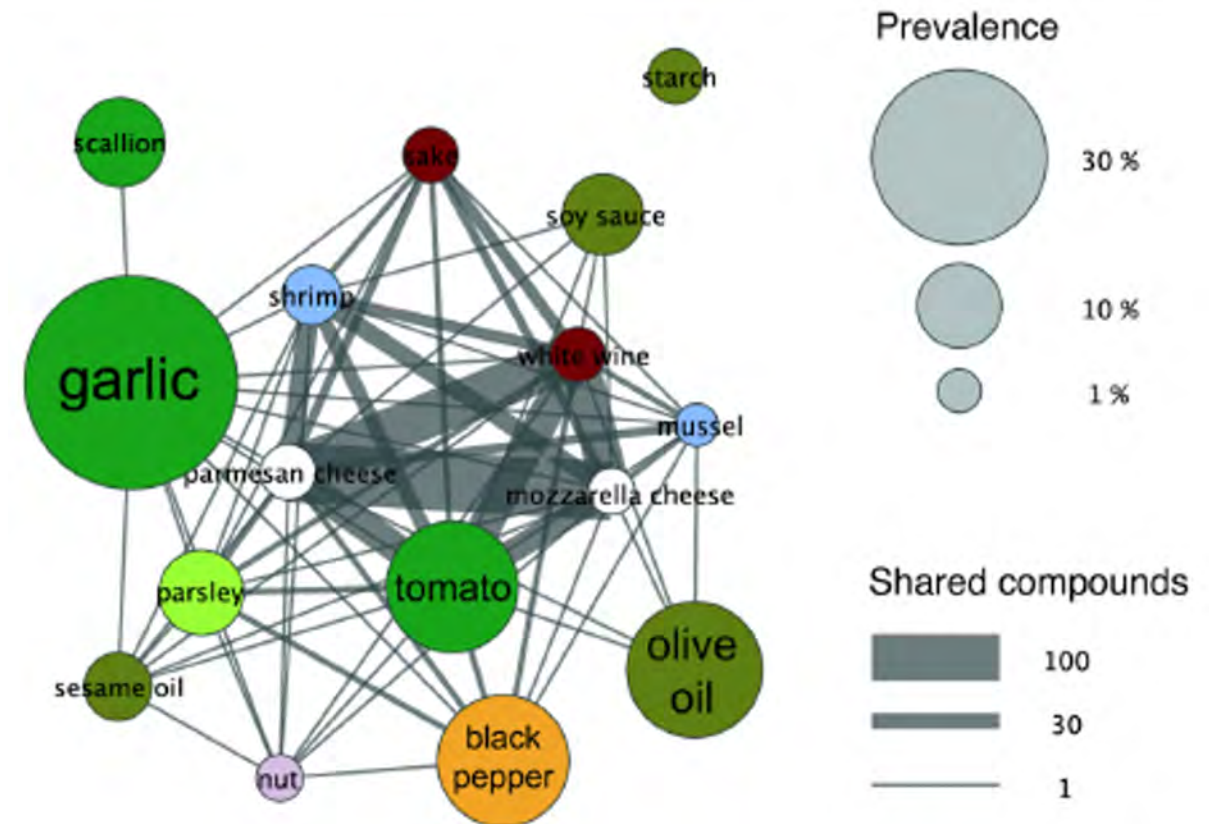 Prevalence
starch
scallion
sake
30 %
soy sauce
shrimp
10 %
white wine
garlic
1 %
mussel
parmesan cheese
mozzarella cheese
Shared compounds
parsley
tomato
olive
oil
100
sesame oil
30
black
pepper
nut
1